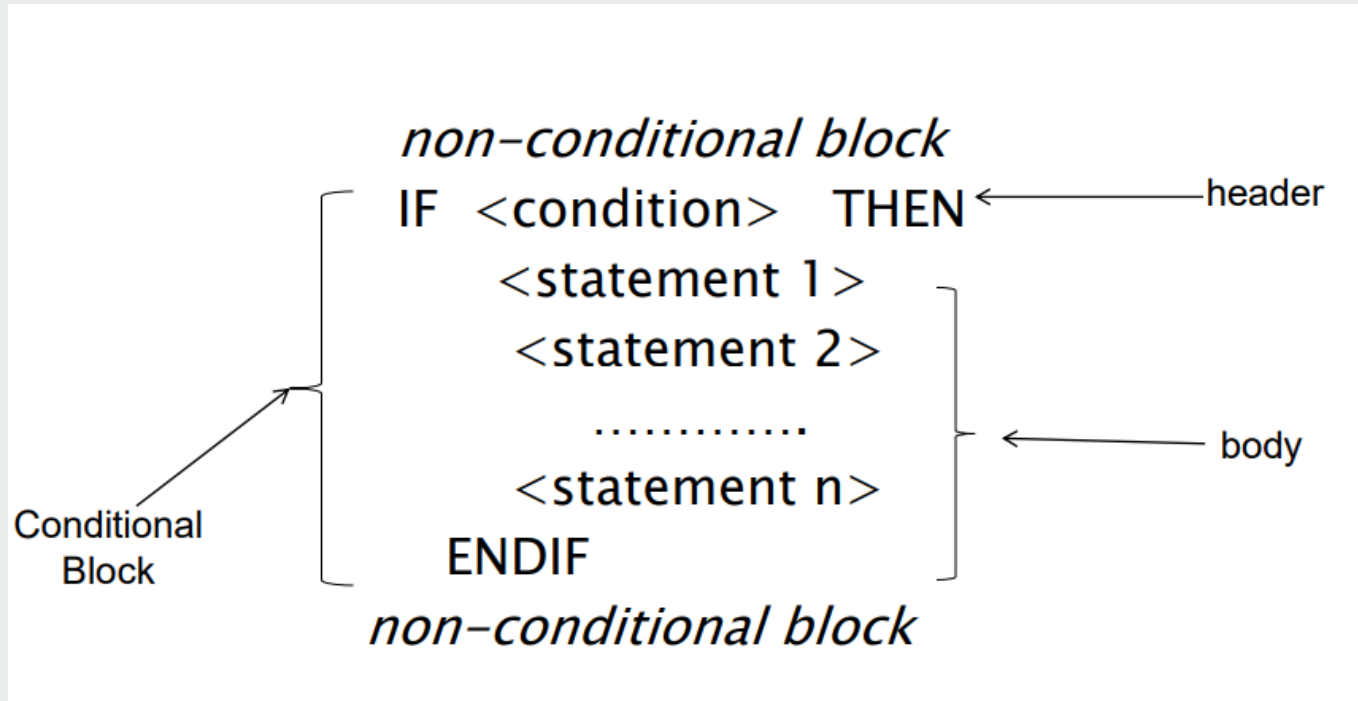 non-conditional block
IF <condition> THEN
header
<statement 1>
<statement 2>
.............
body
<statement n>
Conditional
Block
ENDIF
non-conditional block